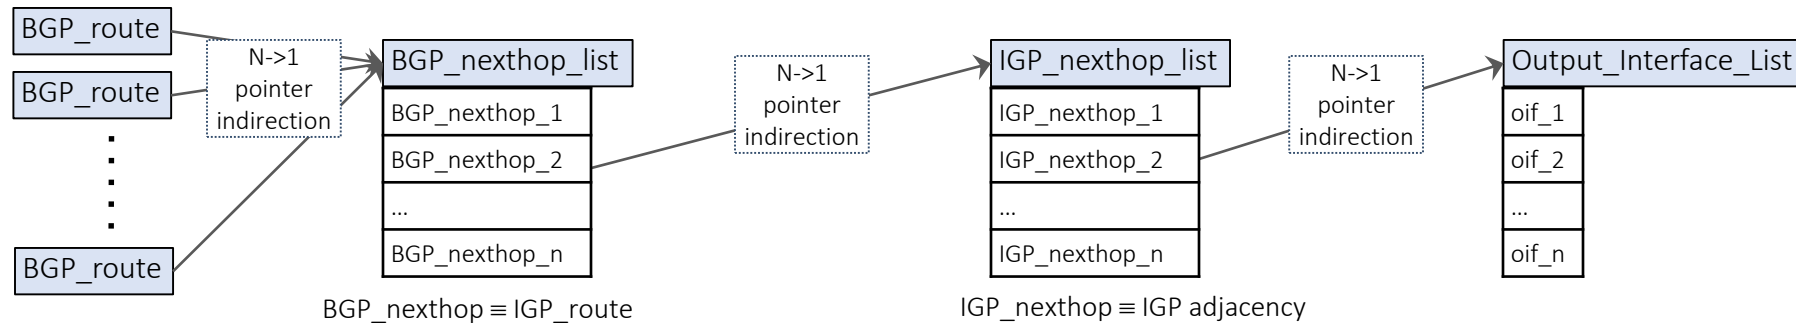 BGP_route
BGP_route
BGP_route
N->1
pointer
indirection
BGP_nexthop_list
BGP_nexthop_1
BGP_nexthop_2
...
BGP_nexthop_n
BGP_nexthop ≡ IGP_route
N->1
pointer
indirection
IGP_nexthop_list
IGP_nexthop_1
IGP_nexthop_2
...
IGP_nexthop_n
IGP_nexthop ≡ IGP adjacency
N->1
pointer
indirection
Output_Interface_List
oif_1
oif_2
...
oif_n